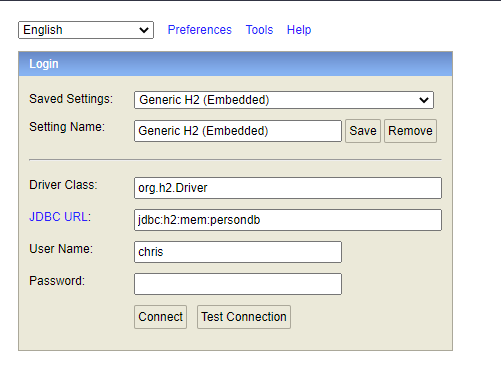 English Preferences Tools Help
Login
Saved Settings: Generic H2 (Embedded)
Setting Name: Generic H2 (Embedded) Save Remove
Driver Class: org.h2.Driver
JDBC URL: jdbc:h2:mem:persondb
User Name: chris
Password:
Connect Test Connection